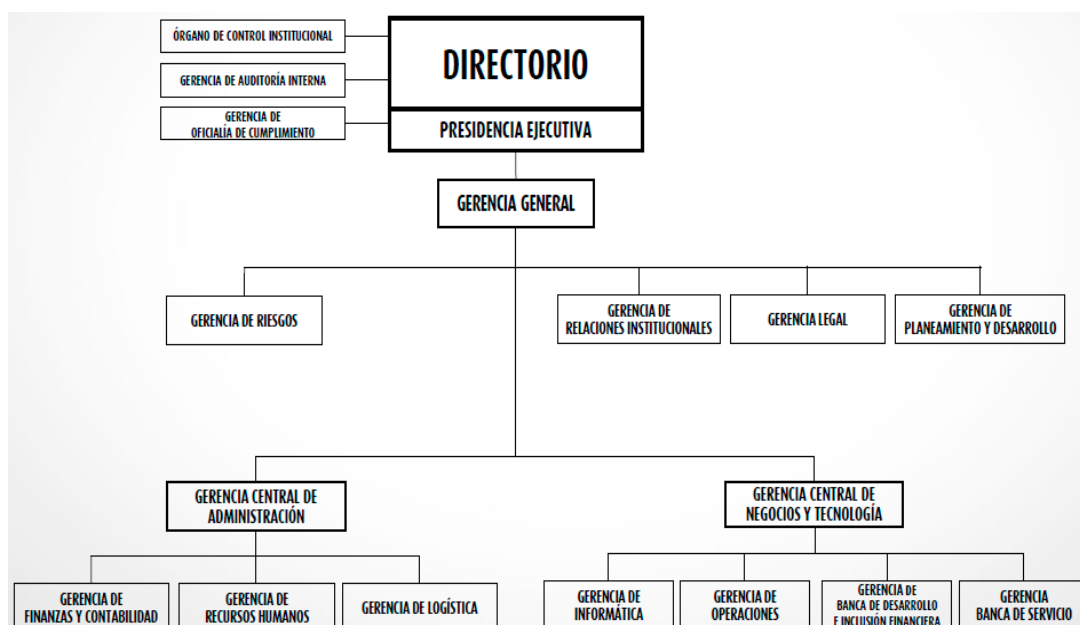 ÓRGANO DE CONTROL INSTITUCIONAL
DIRECTORIO
GERENCIA DE AUDITORÍA INTERNA
GERENCIA DE
OFICIALÍA DE CUMPLIMIENTO
PRESIDENCIA EJECUTIVA
GERENCIA GENERAL
GERENCIA DE RIESGOS
GERENCIA DE
RELACIONES INSTITUCIONALES
GERENCIA LEGAL
GERENCIA DE
PLANEAMIENTO Y DESARROLLO
GERENCIA CENTRAL DE
ADMINISTRACIÓN
GERENCIA CENTRAL DE
NEGOCIOS Y TECNOLOGÍA
GERENCIA DE
FINANZAS Y CONTABILIDAD
GERENCIA DE
RECURSOS HUMANOS
GERENCIA DE LOGÍSTICA
GERENCIA DE
INFORMÁTICA
GERENCIA DE
OPERACIONES
GERENCIA DE
BANCA DE DESARROLLO
E INCLUSIÓN FINANCIERA
GERENCIA
BANCA DE SERVICIO